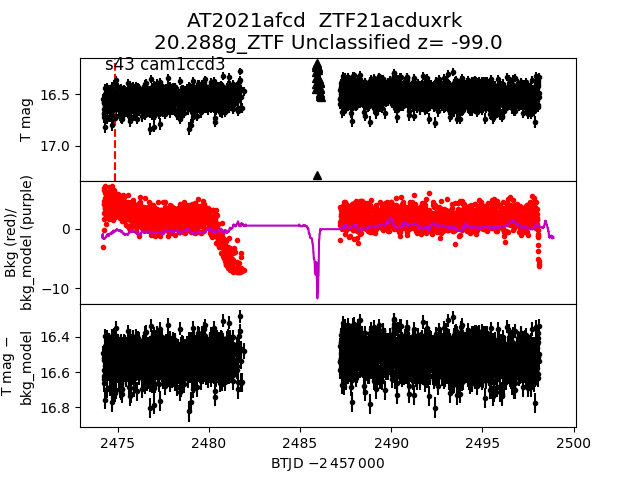 AT2021afcd  ZTF21acduxrk
20.288g_ZTF Unclassified z= -99.0
s43 cam1ccd3
16.5
17.0
T mag
0
−10
Bkg (red)/
bkg_model (purple)
16.4
16.6
16.8
T mag −
bkg_model
2475
2480
2485
2490
2495
2500
BTJD −2 457 000